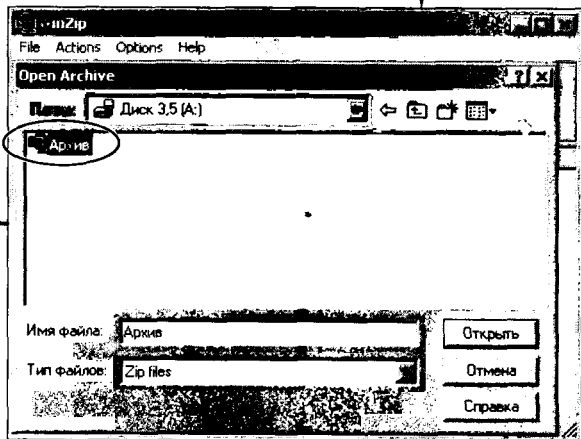 File Actions Options Help
Open Archive
Папка: Диск 3,5 (A:)
Архив
Имя файла: Архив Открыть
Тип файлов: Zip files Отмена
Справка